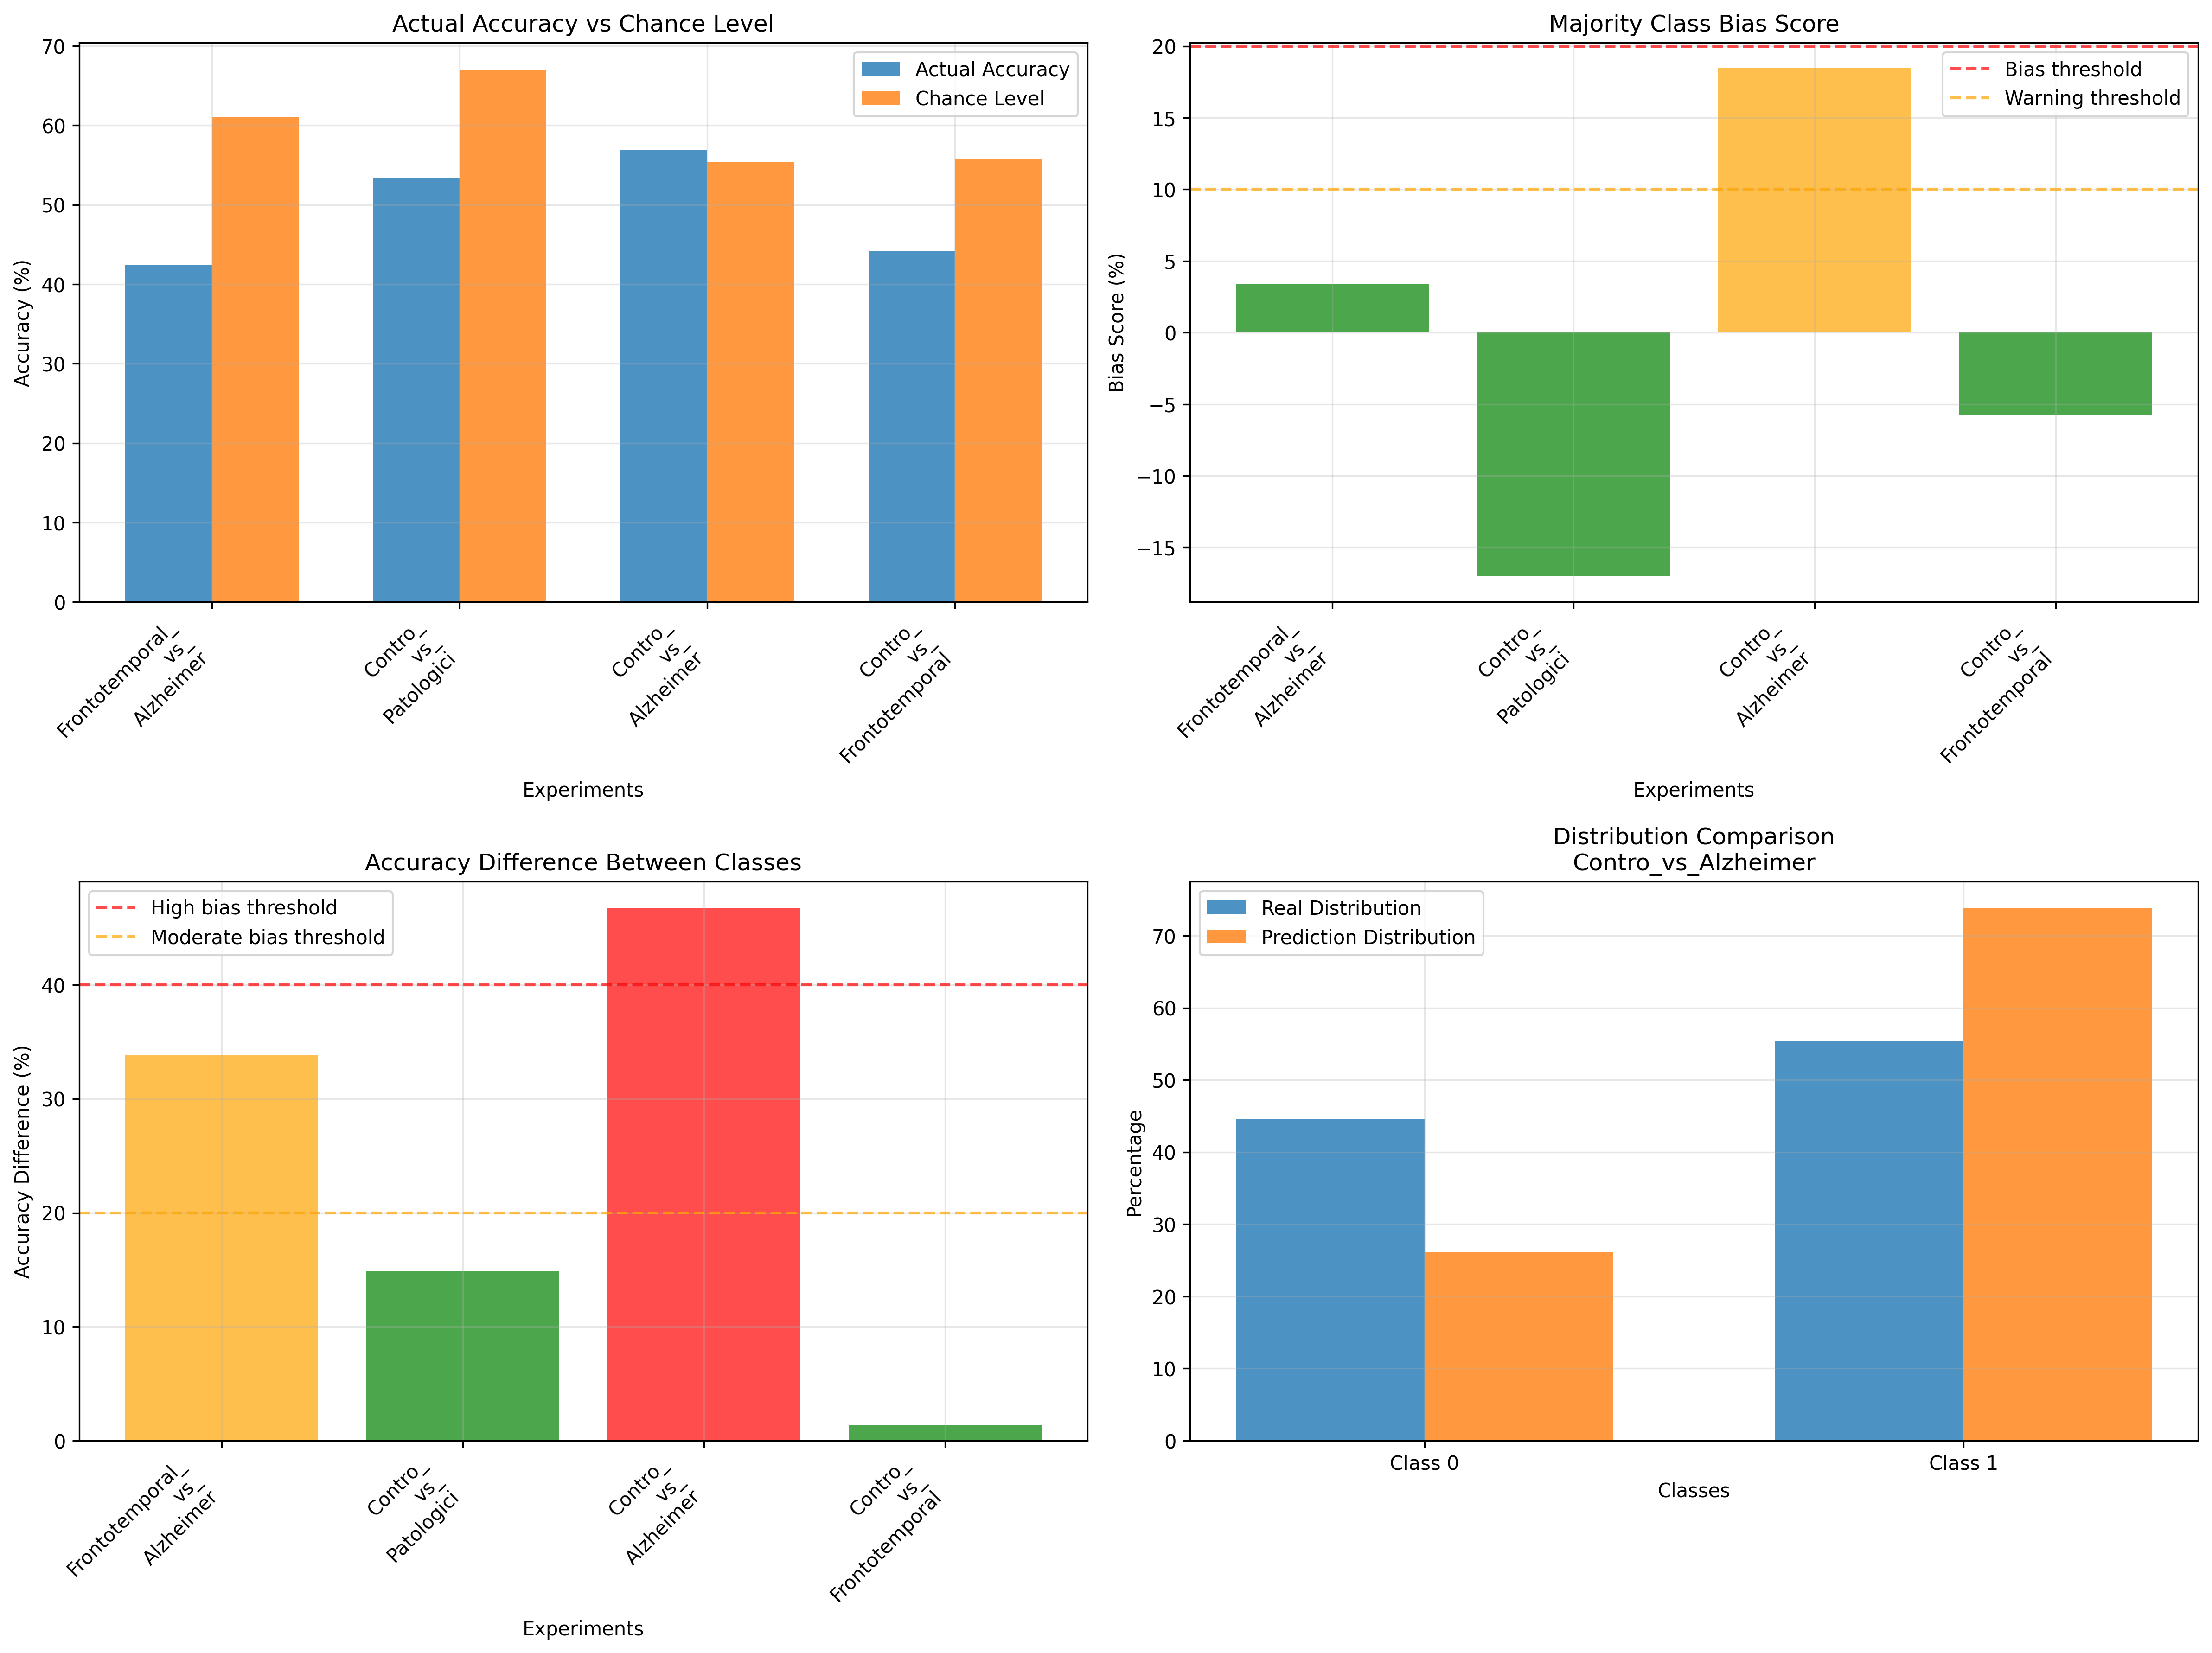 Actual Accuracy vs Chance Level
Actual Accuracy
Chance Level
Accuracy (%)
70
60
50
40
30
20
10
0
Frontotemporal_
vs_
Alzheimer
Contro_
vs_
Patologici
Contro_
vs_
Alzheimer
Contro_
vs_
Frontotemporal
Experiments
Majority Class Bias Score
Bias threshold
Warning threshold
Bias Score (%)
20
15
10
5
0
−5
−10
−15
Frontotemporal_
vs_
Alzheimer
Contro_
vs_
Patologici
Contro_
vs_
Alzheimer
Contro_
vs_
Frontotemporal
Experiments
Accuracy Difference Between Classes
High bias threshold
Moderate bias threshold
Accuracy Difference (%)
40
30
20
10
0
Frontotemporal_
vs_
Alzheimer
Contro_
vs_
Patologici
Contro_
vs_
Alzheimer
Contro_
vs_
Frontotemporal
Experiments
Distribution Comparison
Contro_vs_Alzheimer
Real Distribution
Prediction Distribution
Percentage
70
60
50
40
30
20
10
0
Class 0
Class 1
Classes